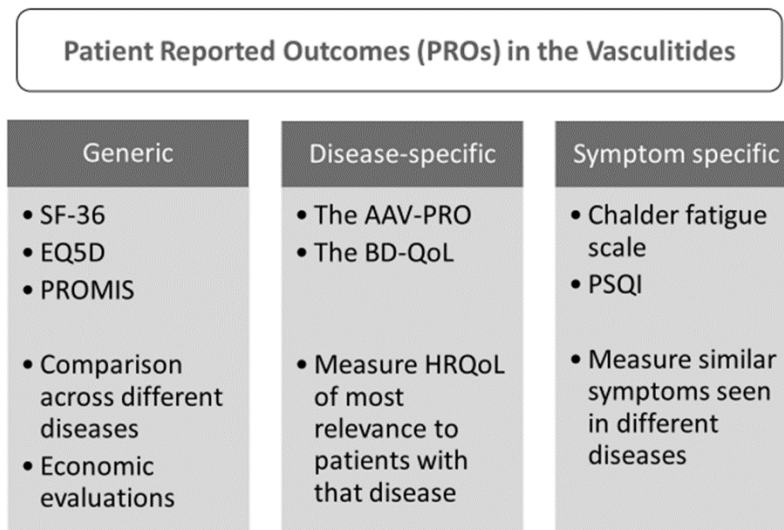 Patient Reported Outcomes (PROs) in the Vasculitides
Generic
• SF-36
• EQ5D
• PROMIS
• Comparison
across different
diseases
• Economic
evaluations
Disease-specific
• The AAV-PRO
• The BD-QoL
• Measure HRQoL
of most
relevance to
patients with
that disease
Symptom specific
• Chalder fatigue
scale
• PSQI
• Measure similar
symptoms seen
in different
diseases